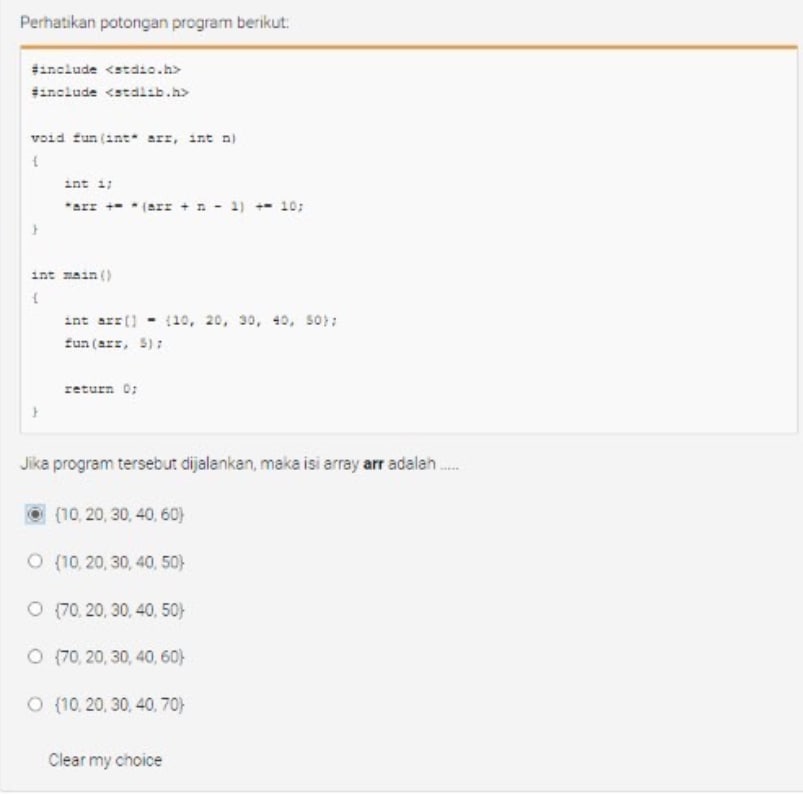 Perhatikan potongan program berikut:
#include <stdio.h>
#include <stdlib.h>
void fun(int* arr, int n)
{
int i;
*arr += *(arr + n - 1) += 10;
}
int main()
{
int arr[] = {10, 20, 30, 40, 50};
fun(arr, 5);
return 0;
}
Jika program tersebut dijalankan, maka isi array arr adalah .....
{10, 20, 30, 40, 60}
{10, 20, 30, 40, 50}
{70, 20, 30, 40, 50}
{70, 20, 30, 40, 60}
{10, 20, 30, 40, 70}
Clear my choice